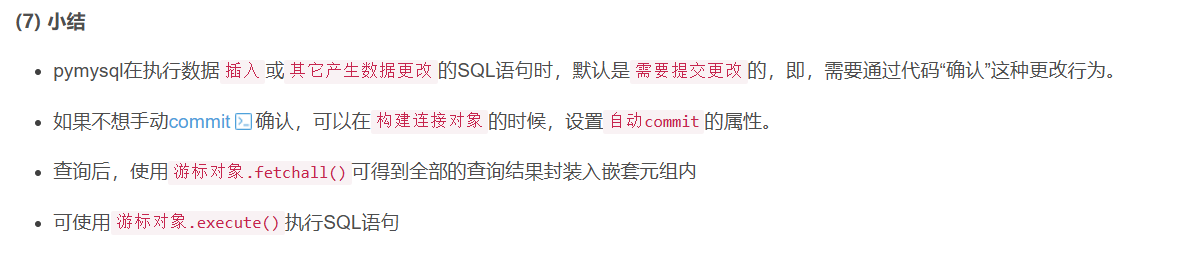 (7) 小结
pymysql在执行数据插入或其它产生数据更改的SQL语句时，默认是需要提交更改的，即，需要通过代码“确认”这种更改行为。
如果不想手动commit确认，可以在构建连接对象的时候，设置自动commit的属性。
查询后，使用游标对象.fetchall()可得到全部的查询结果封装入嵌套元组内
可使用游标对象.execute()执行SQL语句